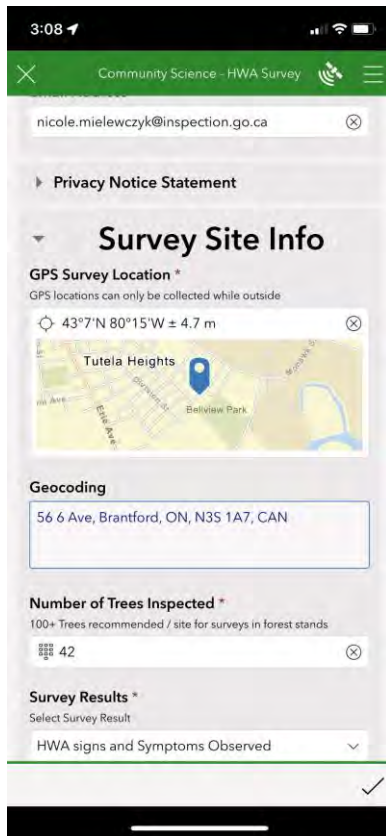 3:08
Community Science - HWA Survey
nicole.mielewczyk@inspection.go.ca
Privacy Notice Statement
Survey Site Info
GPS Survey Location *
GPS locations can only be collected while outside
43°7'N 80°15'W ± 4.7 m
Tutela Heights
Erie Ave
Bellview Park
Geocoding
56 6 Ave, Brantford, ON, N3S 1A7, CAN
Number of Trees Inspected *
100+ Trees recommended / site for surveys in forest stands
42
Survey Results *
Select Survey Result
HWA signs and Symptoms Observed